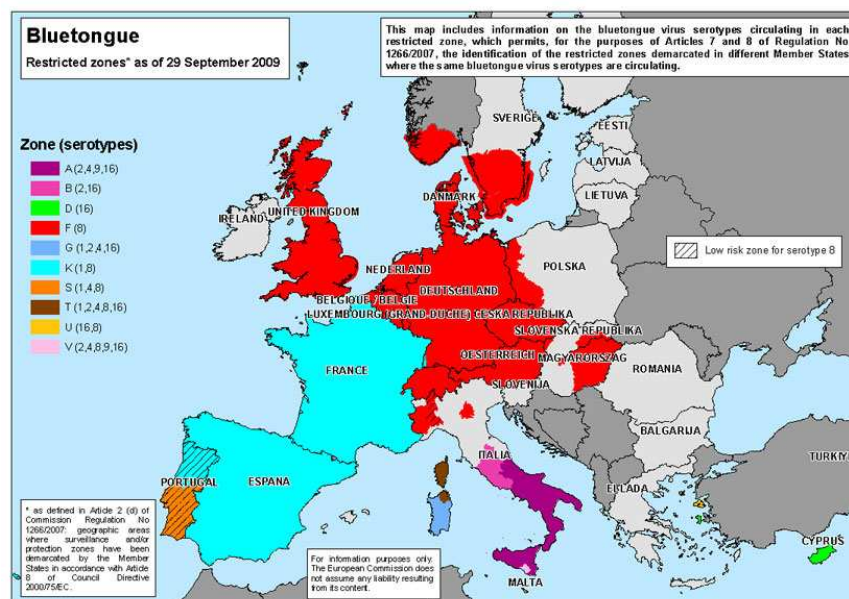 Bluetongue
Restricted zones* as of 29 September 2009
This map includes information on the bluetongue virus serotypes circulating in each
restricted zone, which permits, for the purposes of Articles 7 and 8 of Regulation No
1266/2007, the identification of the restricted zones demarcated in different Member States
where the same bluetongue virus serotypes are circulating.
Zone (serotypes)
A (2,4,9,16)
B (2,16)
D (16)
F (8)
G (1,2,4,16)
K (1,8)
S (1,4,8)
T (1,2,4,8,16)
U (16,8)
V (2,4,8,9,16)
SVERIGE
EESTI
LATVIJA
LIETUVA
DANMARK
IRELAND
UNITED KINGDOM
Low risk zone for serotype 8
POLSKA
NEDERLAND
DEUTSCHLAND
BELGIQUE / BELGIE
LUXEMBOURG (GRAND-DUCHE)
CESKA REPUBLIKA
SLOVENSKA REPUBLIKA
OESTERREICH
MAGYARORSZAG
FRANCE
SLOVENIJA
ROMANIA
BALGARIJA
ITALIA
TURKIY
PORTUGAL
ESPANA
ELLADA
CYPRUS
MALTA
* as defined in Article 2 (d) of
Commission Regulation No
1266/2007: geographic areas
where surveillance and/or
protection zones have been
demarcated by the Member
States in accordance with Article
8 of Council Directive
2000/75/EC.
For information purposes only.
The European Commission does
not assume any liability resulting
from its content.